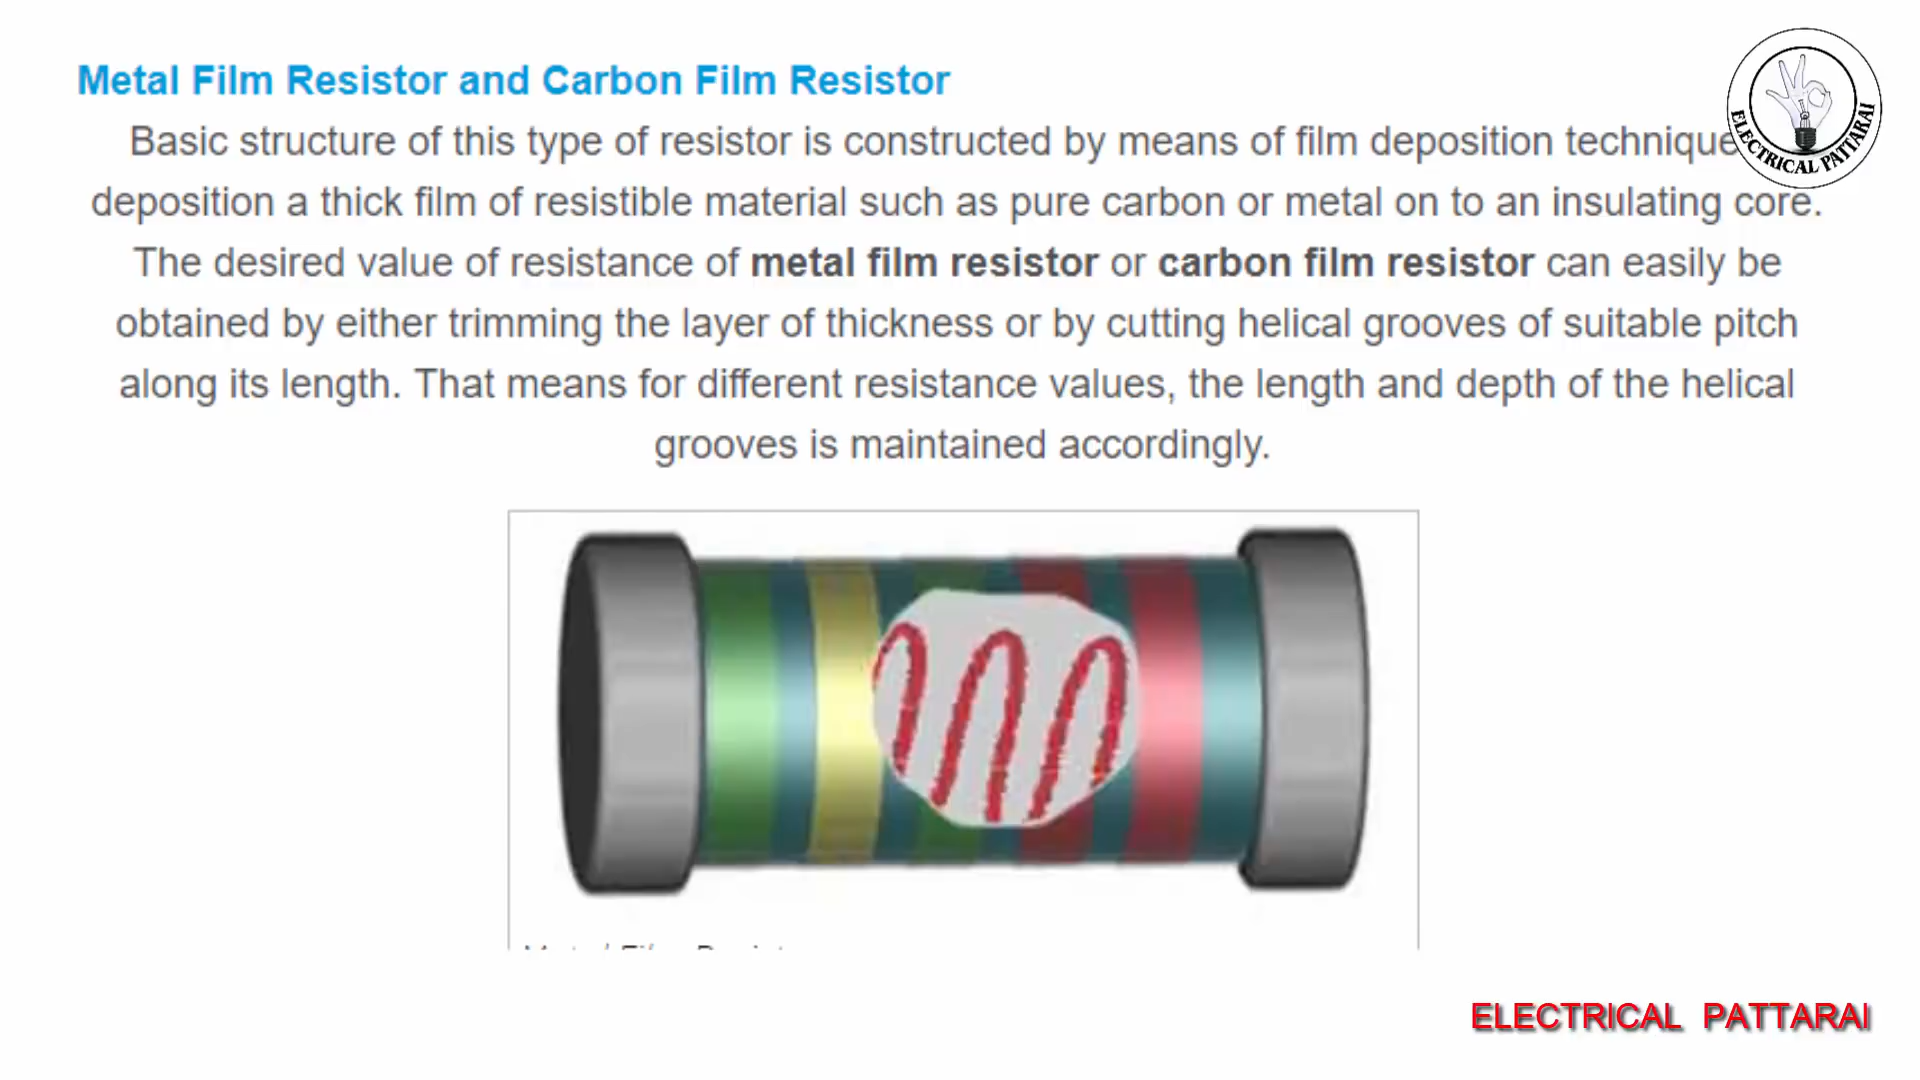 Metal Film Resistor and Carbon Film Resistor
Basic structure of this type of resistor is constructed by means of film deposition technique
deposition a thick film of resistible material such as pure carbon or metal on to an insulating core.
The desired value of resistance of metal film resistor or carbon film resistor can easily be
obtained by either trimming the layer of thickness or by cutting helical grooves of suitable pitch
along its length. That means for different resistance values, the length and depth of the helical
grooves is maintained accordingly.
ELECTRICAL PATTARAI
ELECTRICAL PATTARAI